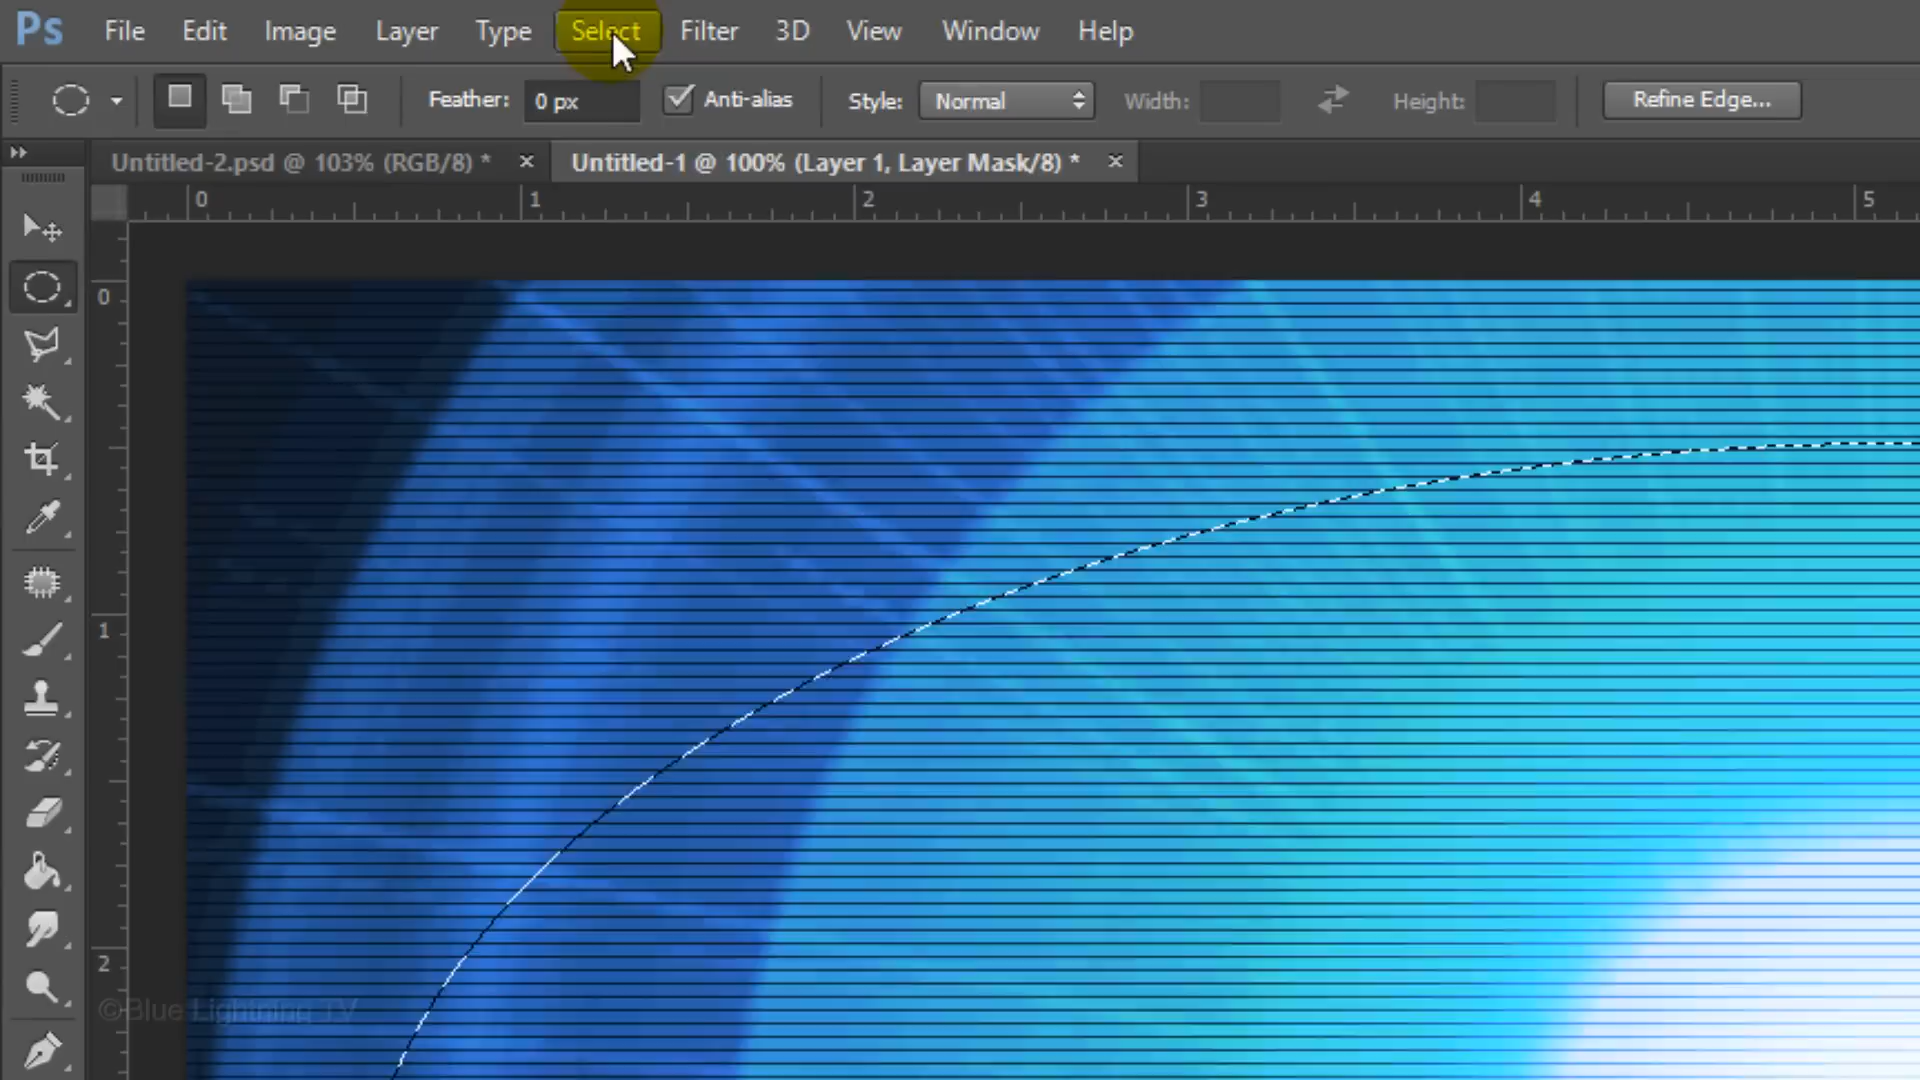 Ps File Edit Image Layer Type Select Filter 3D View Window Help
Feather: 0 px Anti-alias Style: Normal Width: Height: Refine Edge...
Untitled-2.psd @ 103% (RGB/8) * × Untitled-1 @ 100% (Layer 1, Layer Mask/8) * ×
0 1 2 3 4 5
0
1
2
©Blue Lightning TV